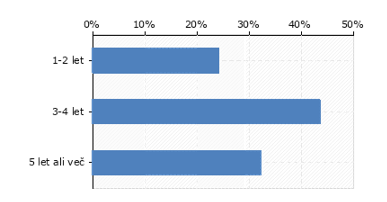 0% 10% 20% 30% 40% 50%
1-2 let
3-4 let
5 let ali več